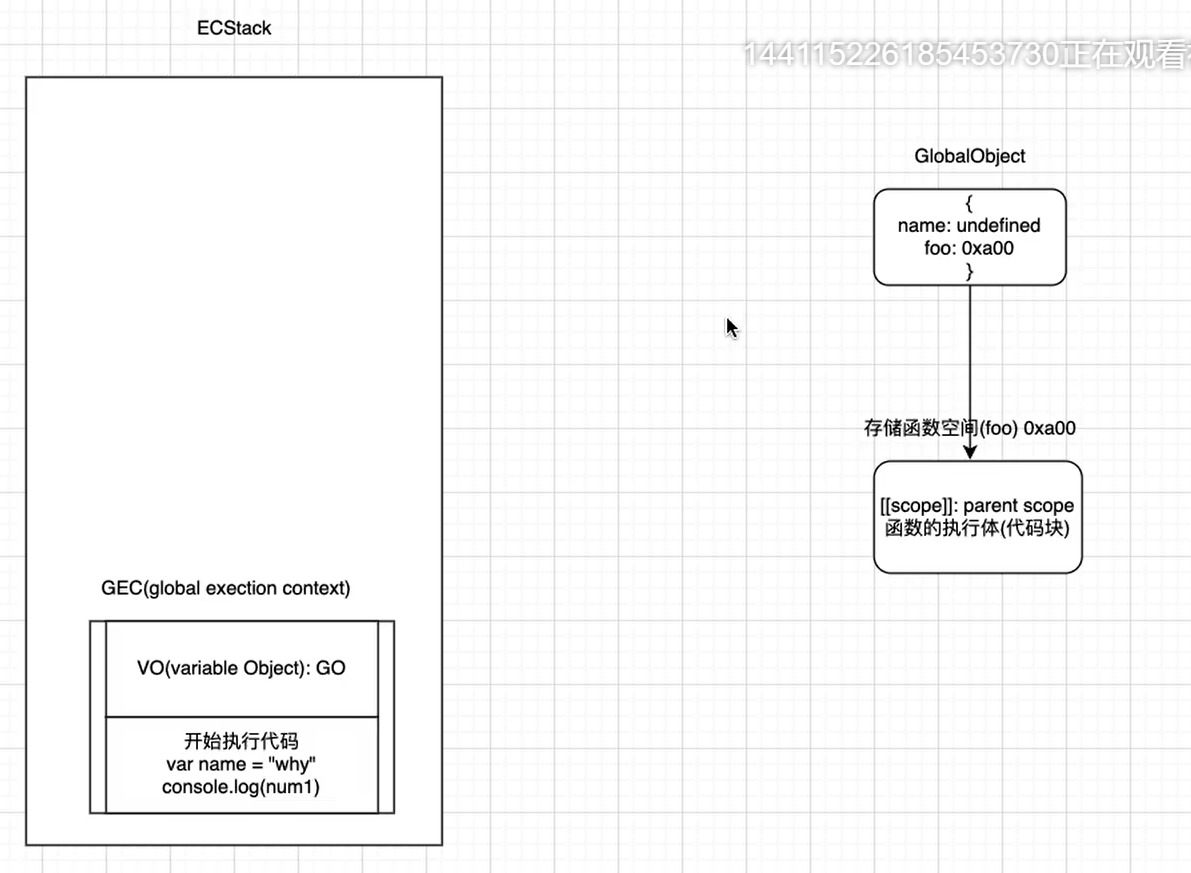 ECStack
144115226185453730正在观看
GlobalObject
{
name: undefined
foo: 0xa00
}
存储函数空间(foo) 0xa00
[[scope]]: parent scope
函数的执行体(代码块)
GEC(global exection context)
VO(variable Object): GO
开始执行代码
var name = "why"
console.log(num1)